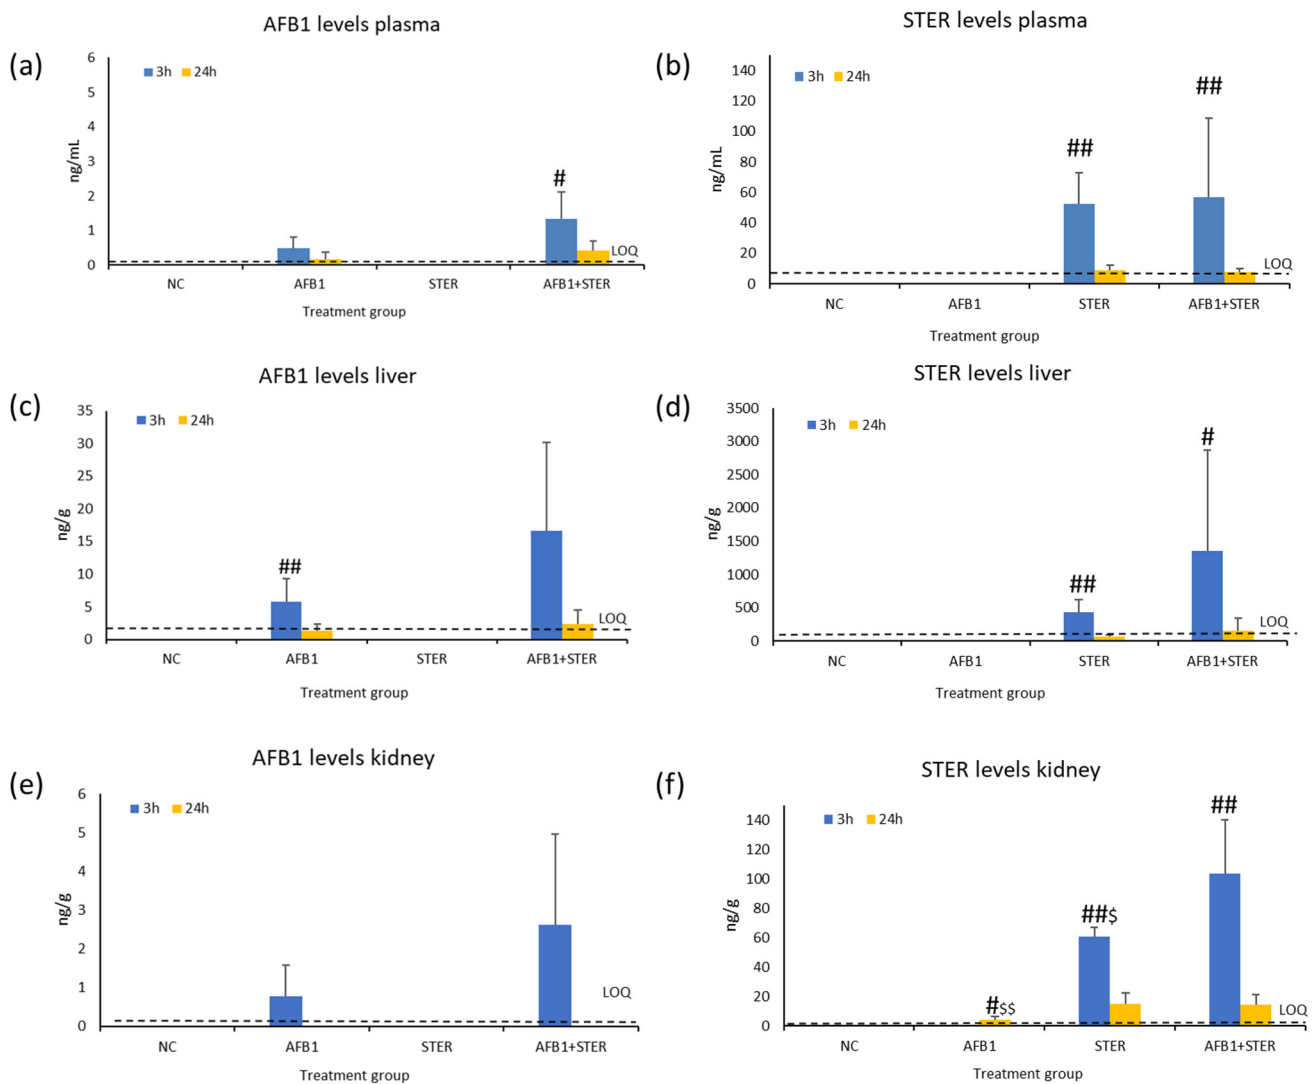 AFB1 levels plasma
(a)
3h 24h
6
5
4
3
2
1
0
ng/mL
#
LOQ
NC AFB1 STER AFB1+STER
Treatment group
STER levels plasma
(b)
3h 24h
140
120
100
80
60
40
20
0
ng/mL
##
##
LOQ
NC AFB1 STER AFB1+STER
Treatment group
AFB1 levels liver
(c)
3h 24h
35
30
25
20
15
10
5
0
ng/g
##
LOQ
NC AFB1 STER AFB1+STER
Treatment group
STER levels liver
(d)
3h 24h
3500
3000
2500
2000
1500
1000
500
0
ng/g
##
#
LOQ
NC AFB1 STER AFB1+STER
Treatment group
AFB1 levels kidney
(e)
3h 24h
6
5
4
3
2
1
0
ng/g
LOQ
NC AFB1 STER AFB1+STER
Treatment group
STER levels kidney
(f)
3h 24h
140
120
100
80
60
40
20
0
ng/g
#$$
##$
##
LOQ
NC AFB1 STER AFB1+STER
Treatment group